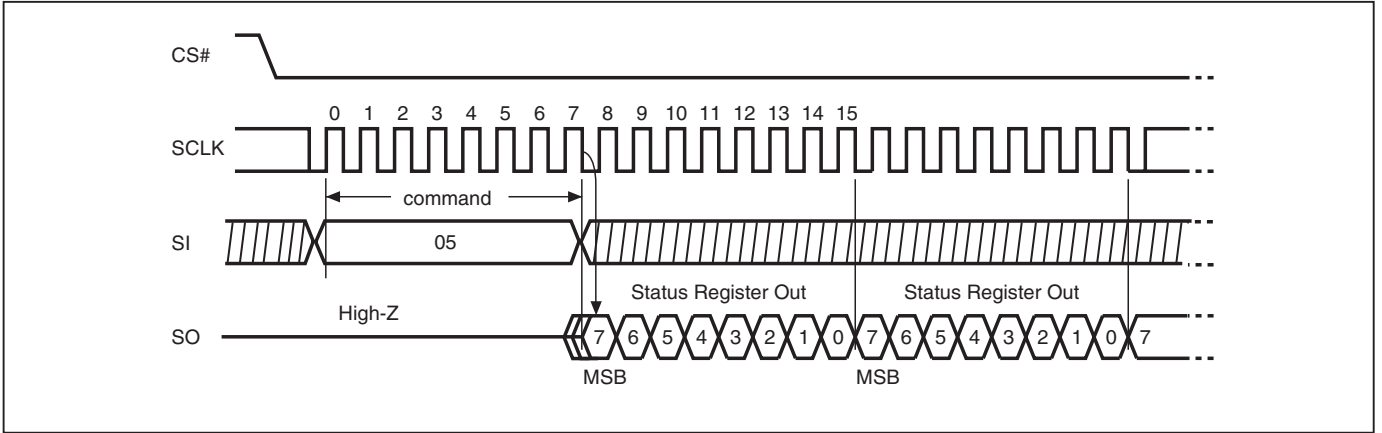 CS#
0 1 2 3 4 5 6 7 8 9 10 11 12 13 14 15
SCLK
command
SI
05
Status Register Out Status Register Out
High-Z
SO
7 6 5 4 3 2 1 0 7 6 5 4 3 2 1 0 7
MSB MSB